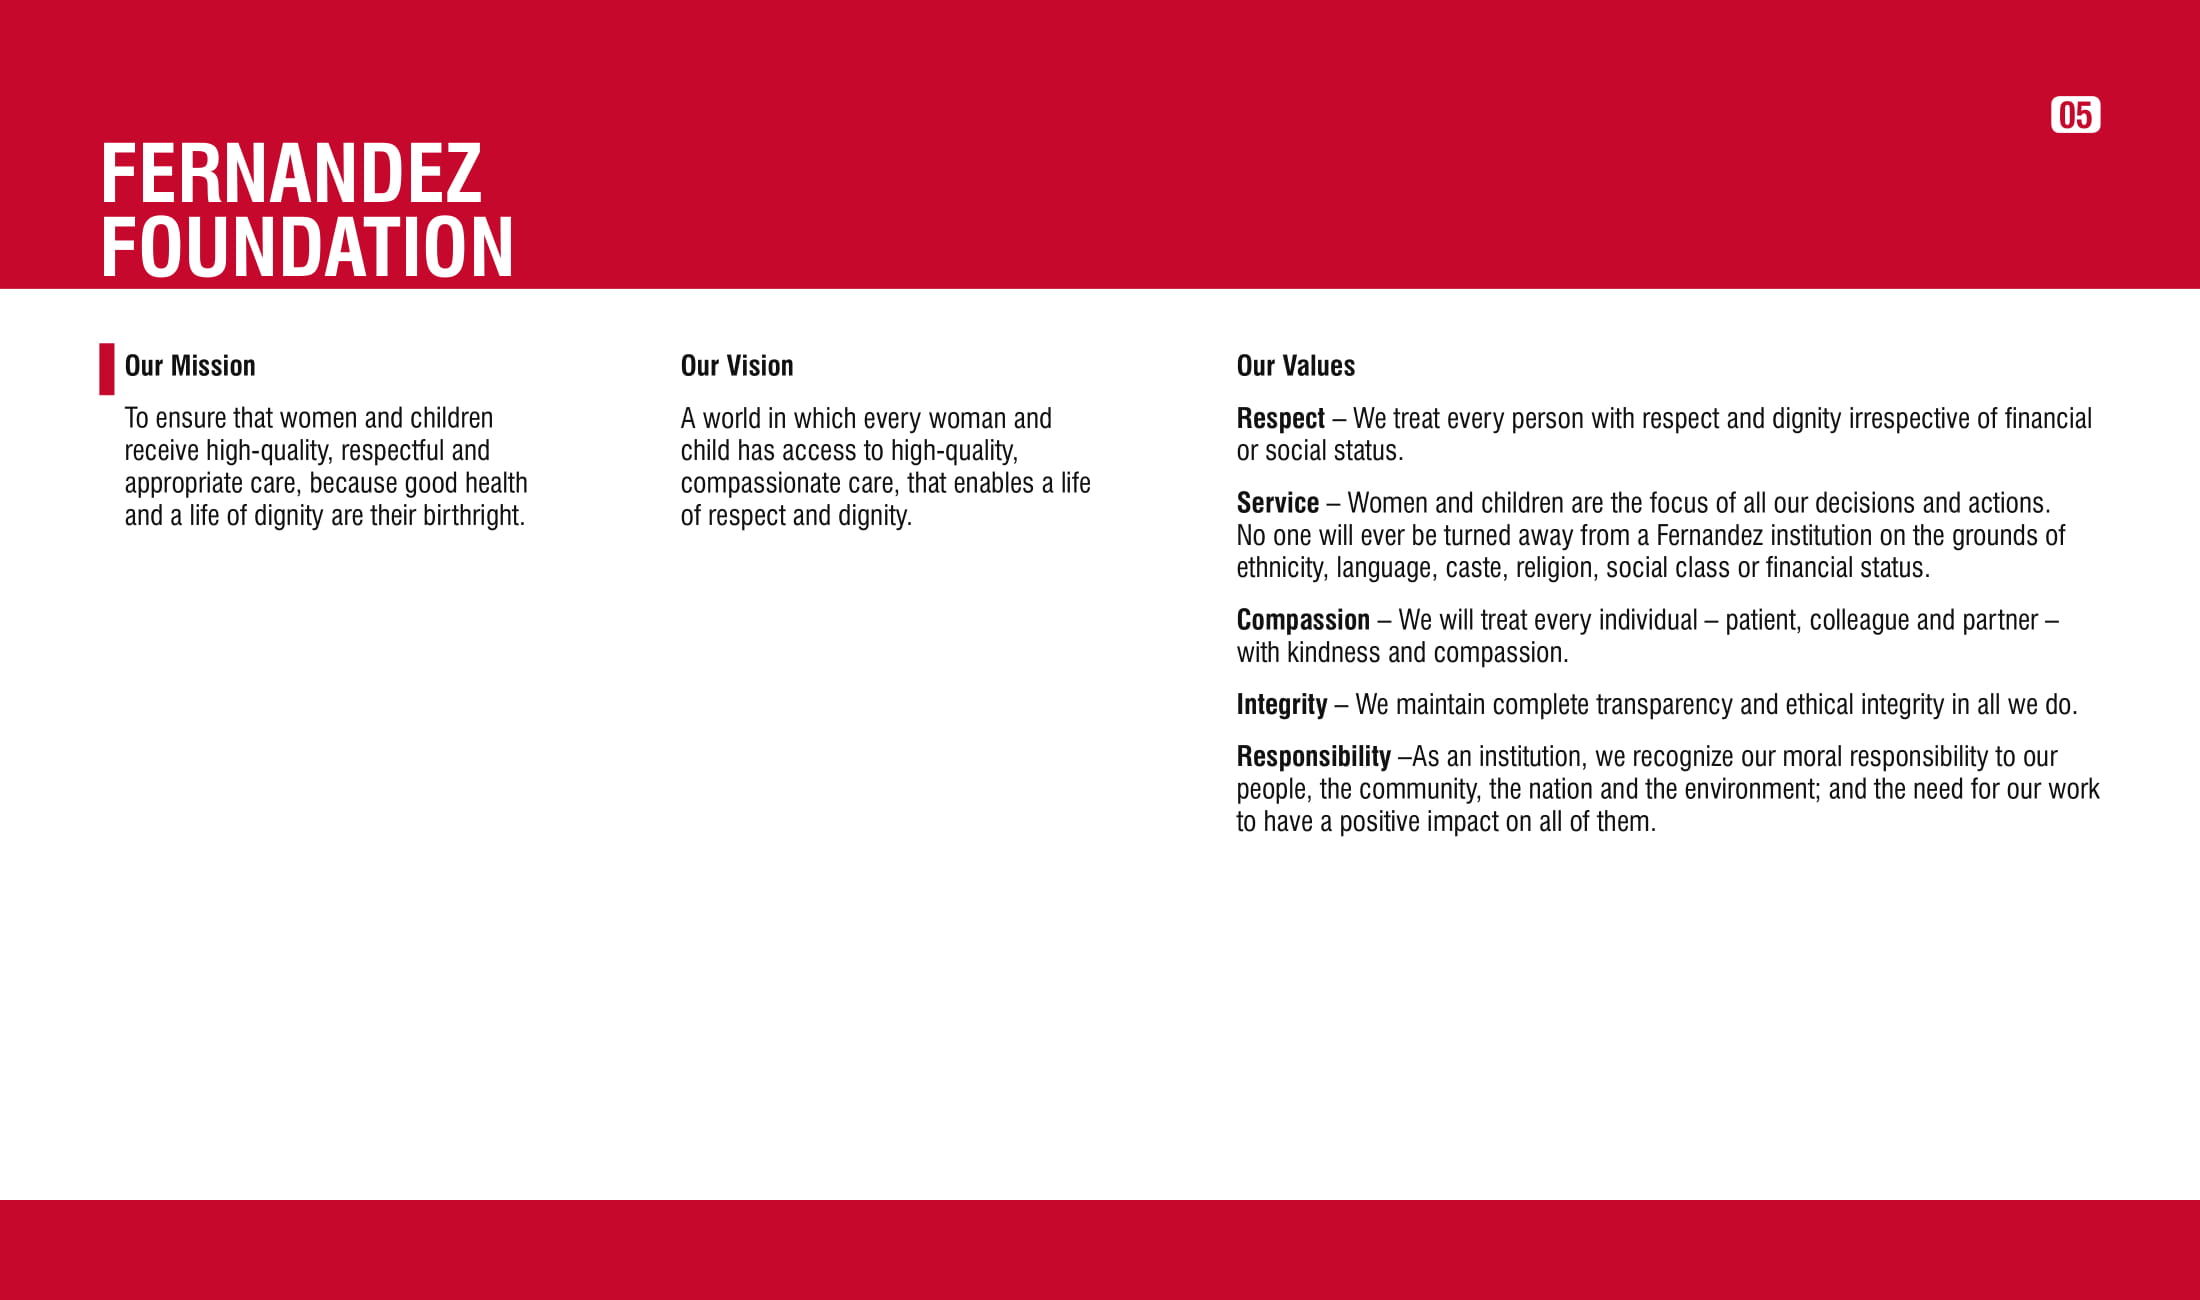 05
FERNANDEZ
FOUNDATION
Our Mission
To ensure that women and children
receive high-quality, respectful and
appropriate care, because good health
and a life of dignity are their birthright.
Our Vision
A world in which every woman and
child has access to high-quality,
compassionate care, that enables a life
of respect and dignity.
Our Values
Respect – We treat every person with respect and dignity irrespective of financial
or social status.
Service – Women and children are the focus of all our decisions and actions.
No one will ever be turned away from a Fernandez institution on the grounds of
ethnicity, language, caste, religion, social class or financial status.
Compassion – We will treat every individual – patient, colleague and partner –
with kindness and compassion.
Integrity – We maintain complete transparency and ethical integrity in all we do.
Responsibility –As an institution, we recognize our moral responsibility to our
people, the community, the nation and the environment; and the need for our work
to have a positive impact on all of them.